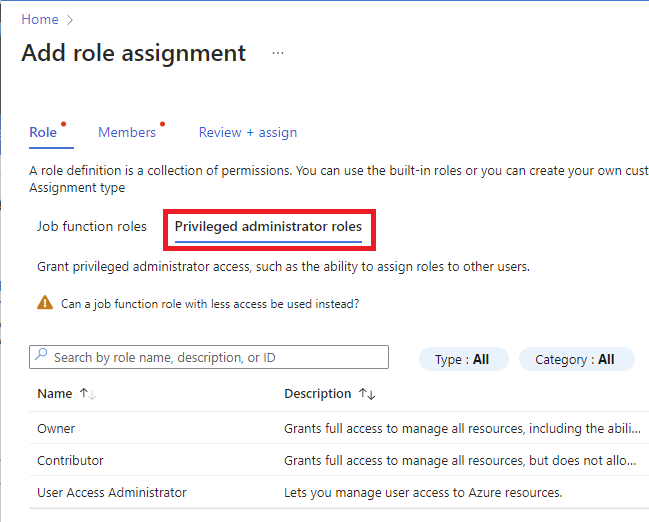 Home
Add role assignment ...
Role Members Review + assign
A role definition is a collection of permissions. You can use the built-in roles or you can create your own cust
Assignment type
Job function roles Privileged administrator roles
Grant privileged administrator access, such as the ability to assign roles to other users.
Can a job function role with less access be used instead?
Search by role name, description, or ID Type : All Category : All
Name ↑↓ Description ↑↓
Owner Grants full access to manage all resources, including the abili...
Contributor Grants full access to manage all resources, but does not allo...
User Access Administrator Lets you manage user access to Azure resources.